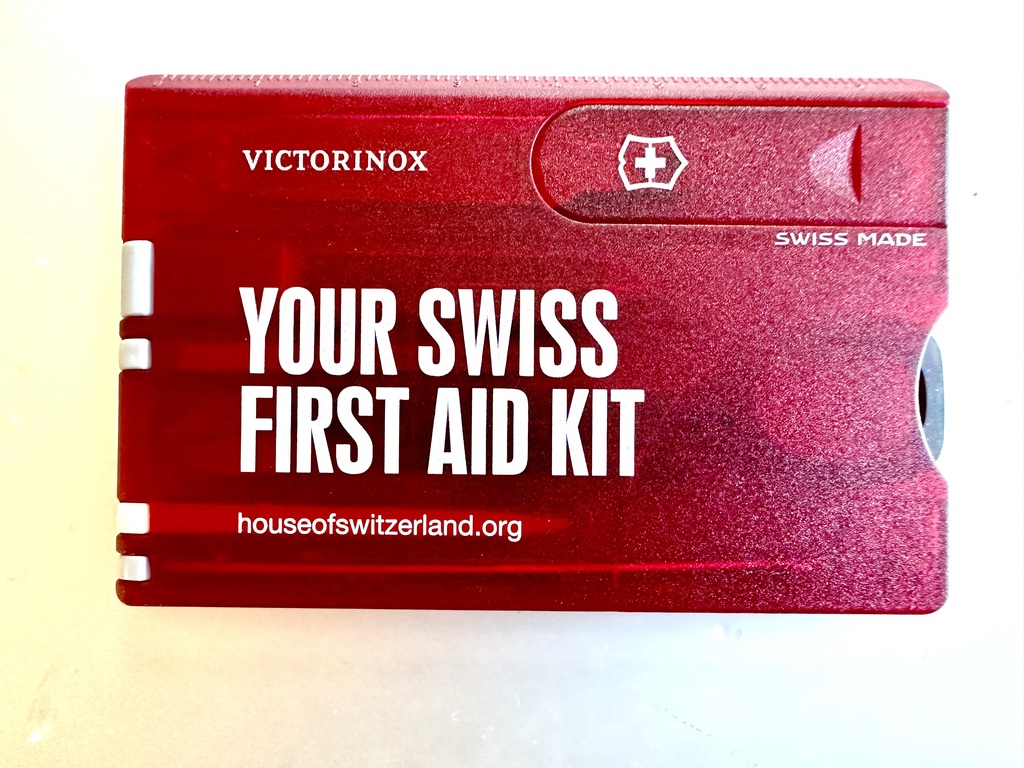 VICTORINOX
SWISS MADE
YOUR SWISS
FIRST AID KIT
houseofswitzerland.org